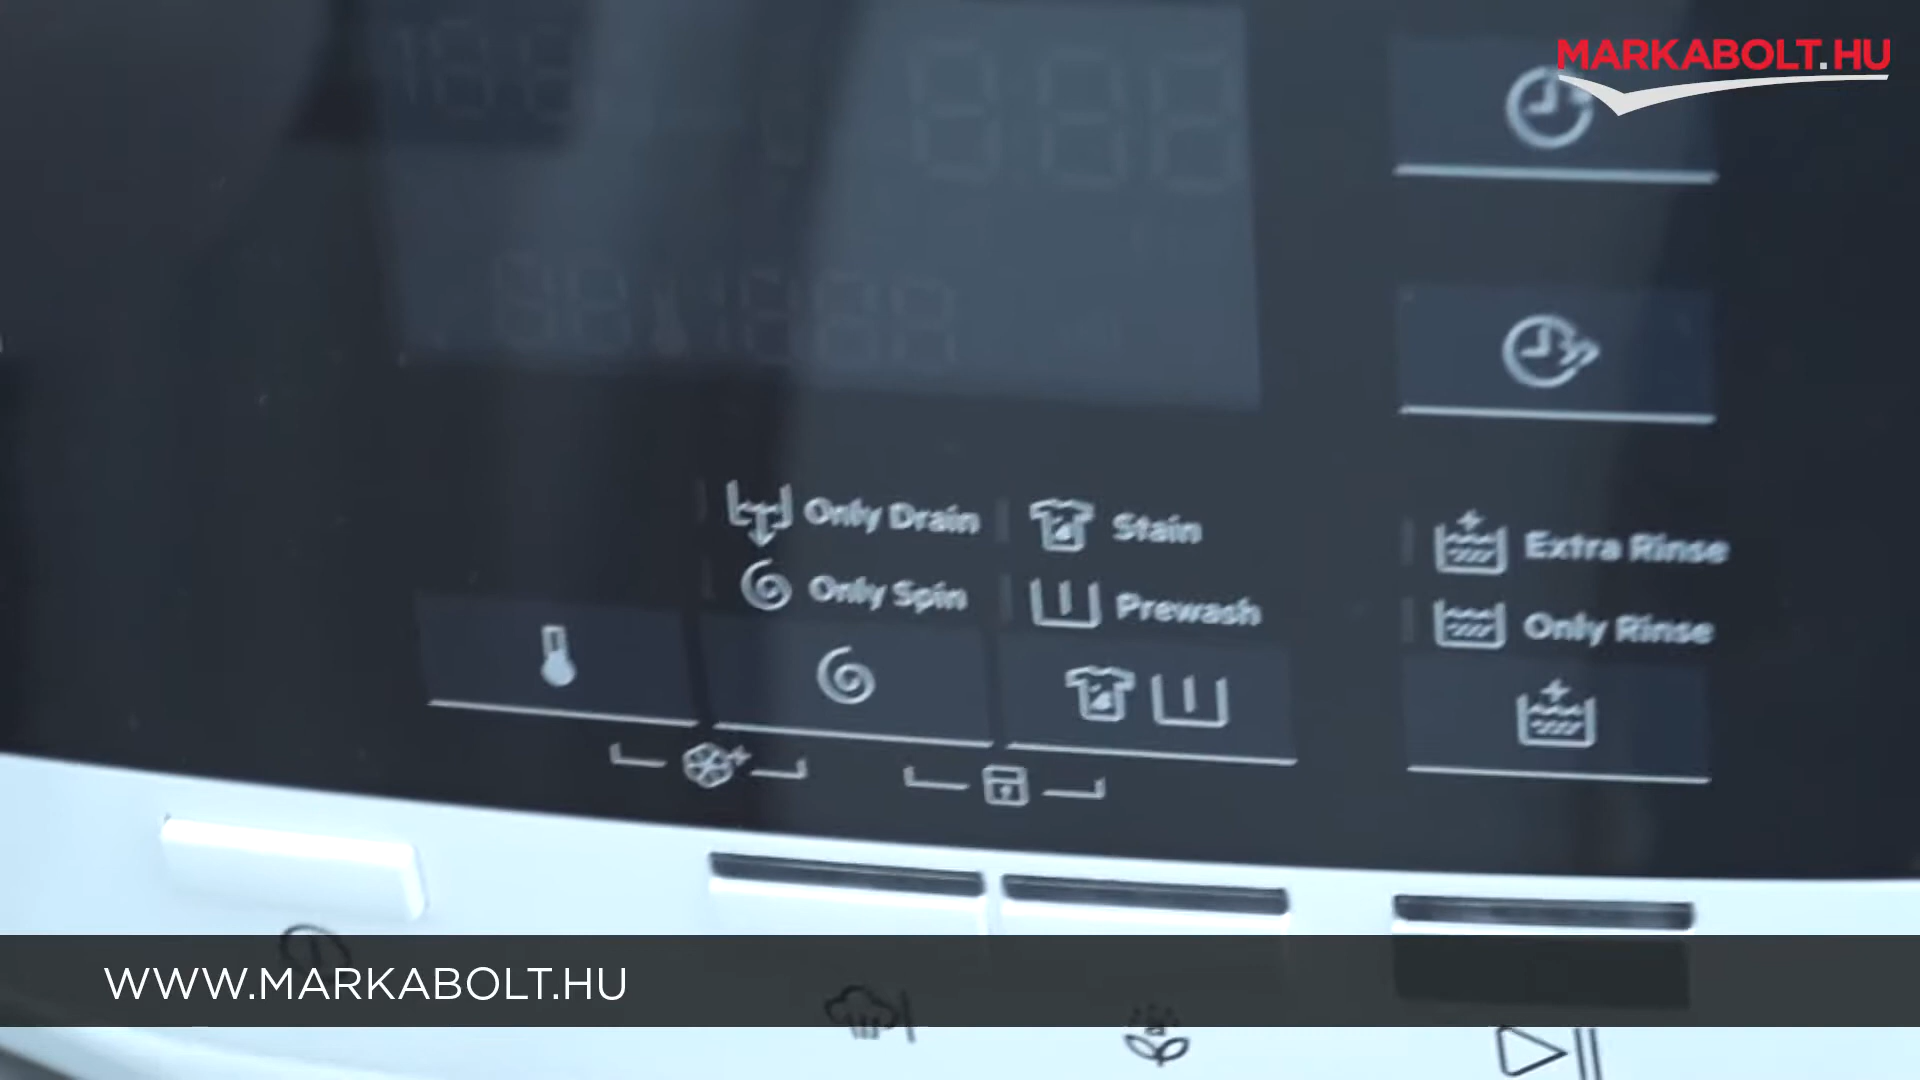 MARKABOLT.HU
Only Drain
Stain
Extra Rinse
Only Spin
Prewash
Only Rinse
WWW.MARKABOLT.HU